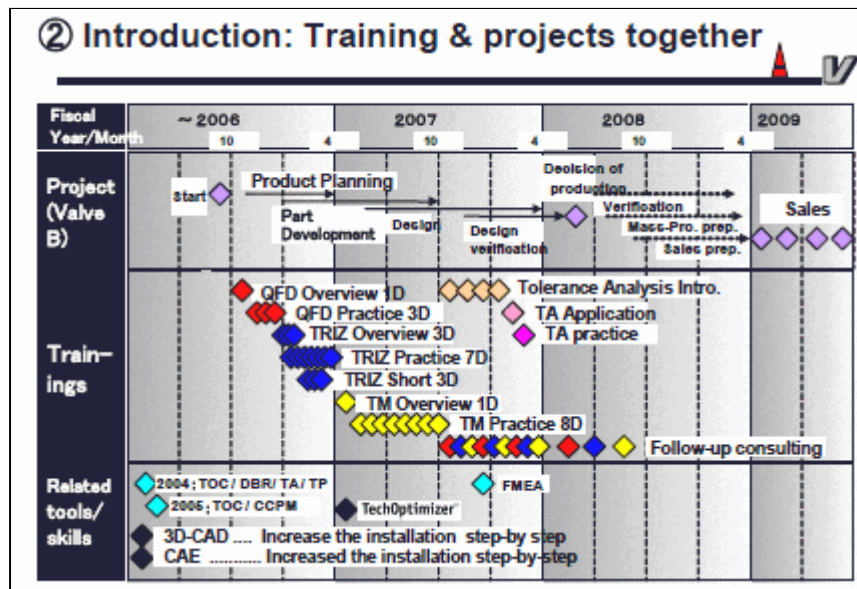 ② Introduction: Training & projects together
V
Fiscal Year/Month
~2006 2007 2008 2009
10 4 10 4 10 4
Project (Valve B)
Start
Product Planning
Part Development
Design
Design verification
Decision of production
Verification
Mass-Pro. prep.
Sales prep.
Sales
Train-ings
QFD Overview 1D
QFD Practice 3D
TRIZ Overview 3D
TRIZ Practice 7D
TRIZ Short 3D
TM Overview 1D
TM Practice 8D
Tolerance Analysis Intro.
TA Application
TA practice
Follow-up consulting
Related tools/ skills
2004; TOC/ DBR/ TA/ TP
2005; TOC/ CCPM
TechOptimizer™
FMEA
3D-CAD .... Increase the installation step-by step
CAE ............ Increased the installation step-by-step